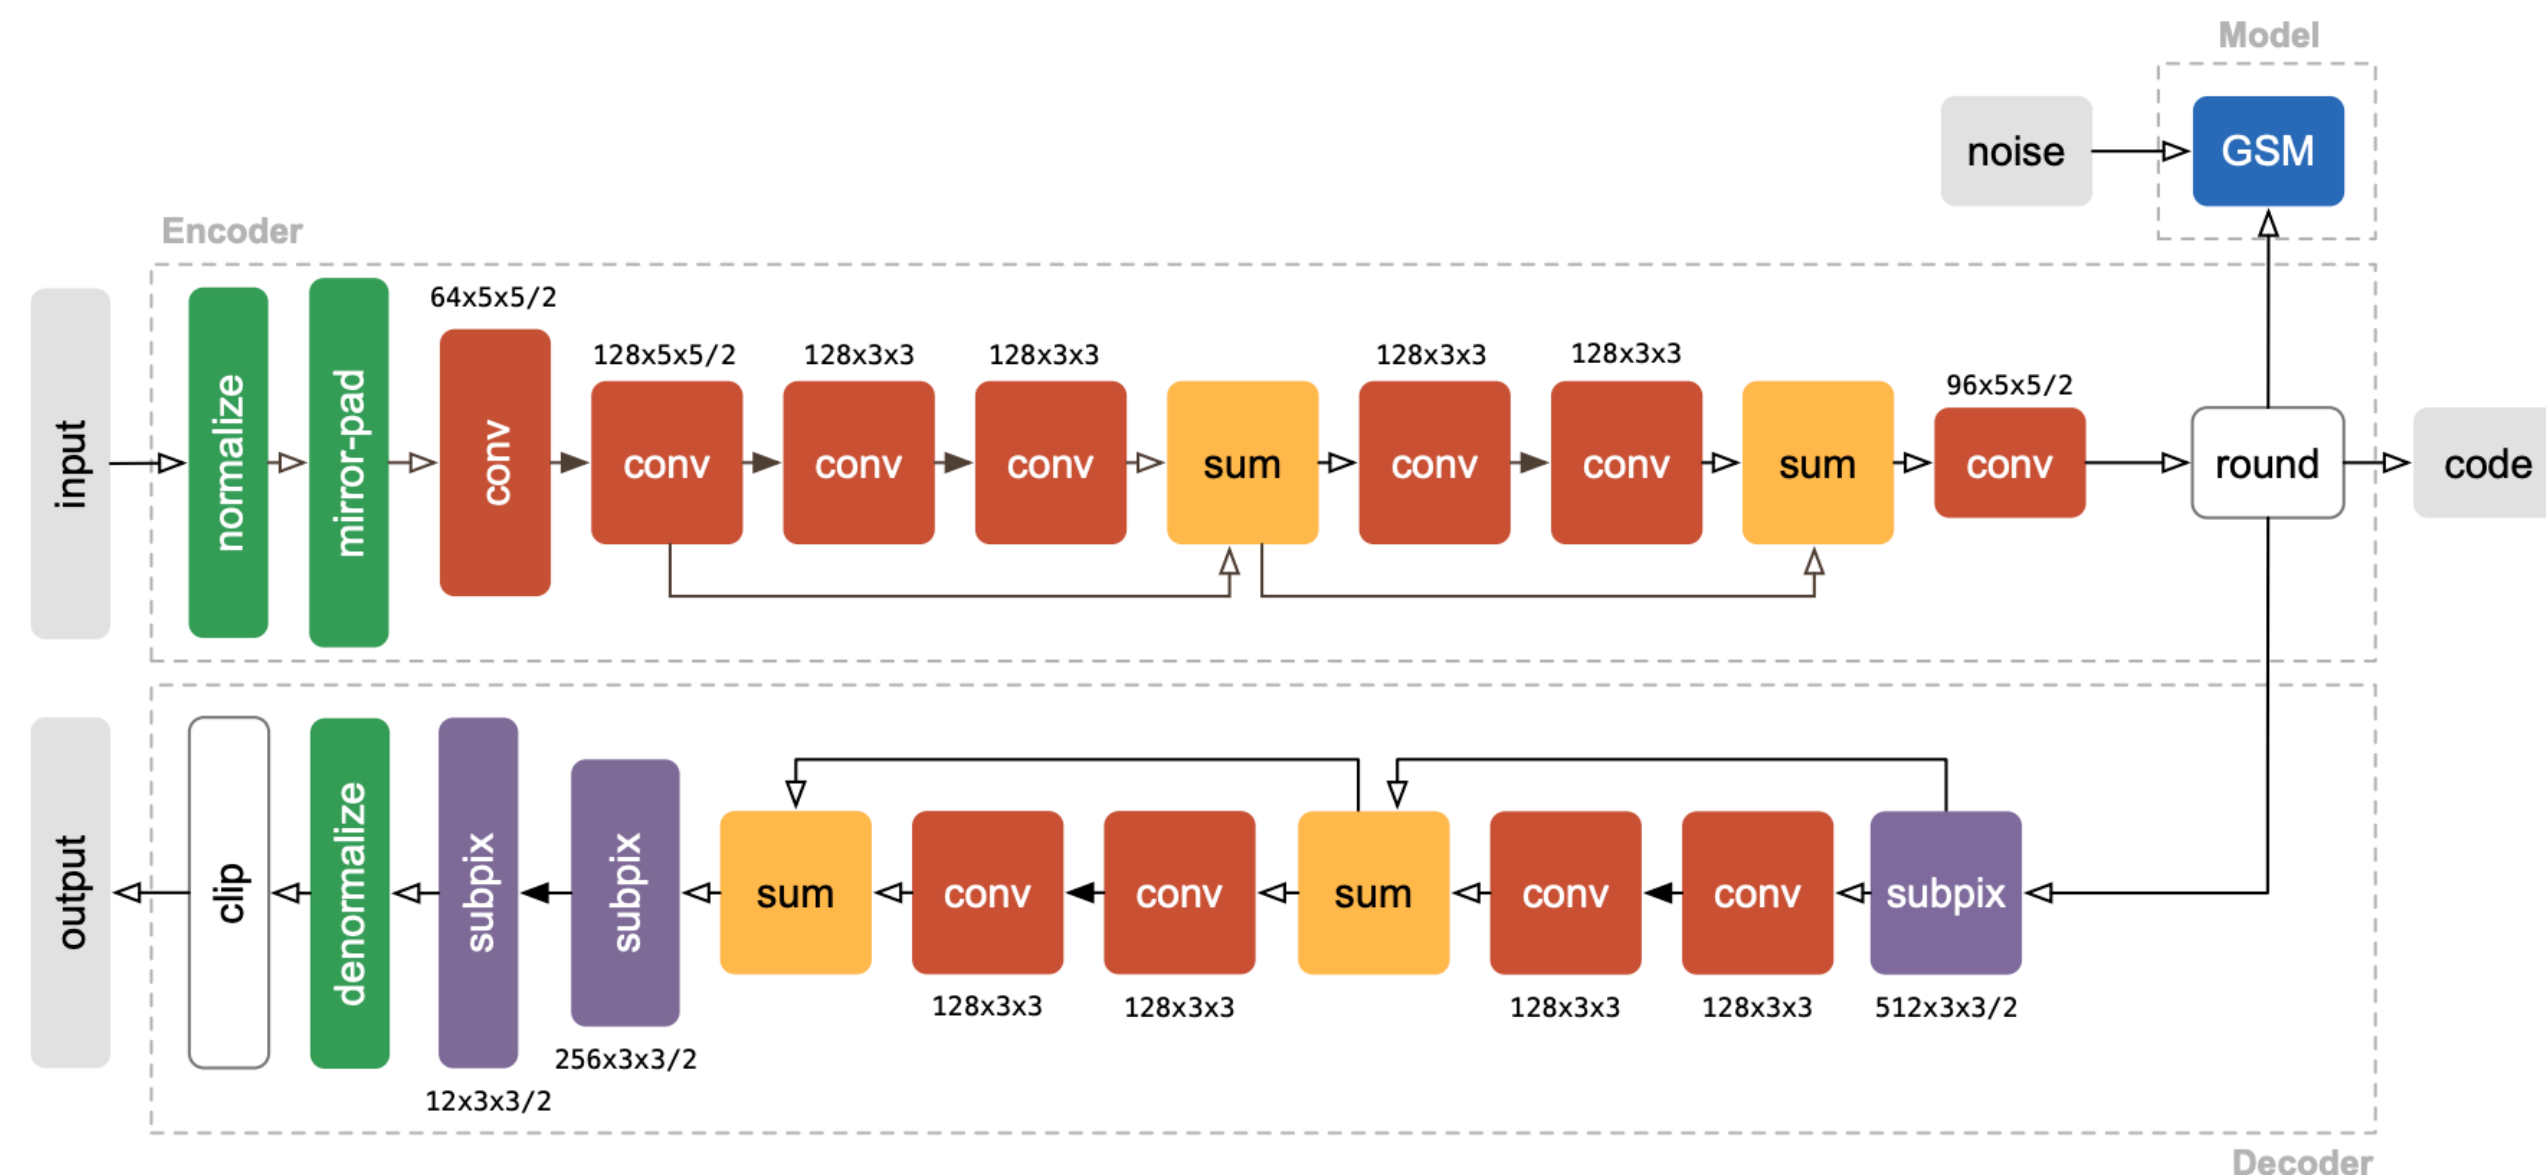 Model
noise
GSM
Encoder
input
normalize
mirror-pad
64x5x5/2
conv
128x5x5/2
conv
128x3x3
conv
128x3x3
conv
sum
128x3x3
conv
128x3x3
conv
sum
96x5x5/2
conv
round
code
output
clip
denormalize
subpix
12x3x3/2
subpix
256x3x3/2
sum
conv
128x3x3
conv
128x3x3
sum
conv
128x3x3
conv
128x3x3
subpix
512x3x3/2
Decoder